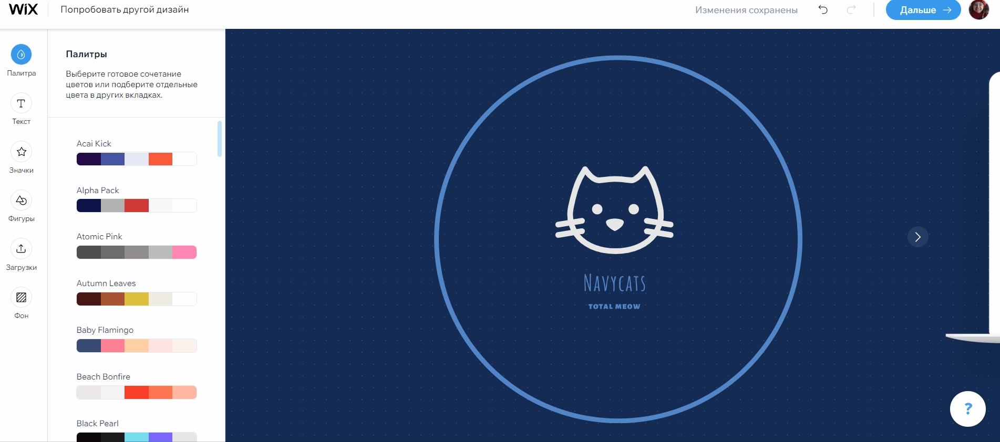 WiX
Попробовать другой дизайн
Изменения сохранены
Дальше
Палитра
Текст
Значки
Фигуры
Загрузки
Фон
Палитры
Выберите готовое сочетание
цветов или подберите отдельные
цвета в других вкладках.
Acai Kick
Alpha Pack
Atomic Pink
Autumn Leaves
Baby Flamingo
Beach Bonfire
Black Pearl
NAVYCATS
TOTAL MEOW
?